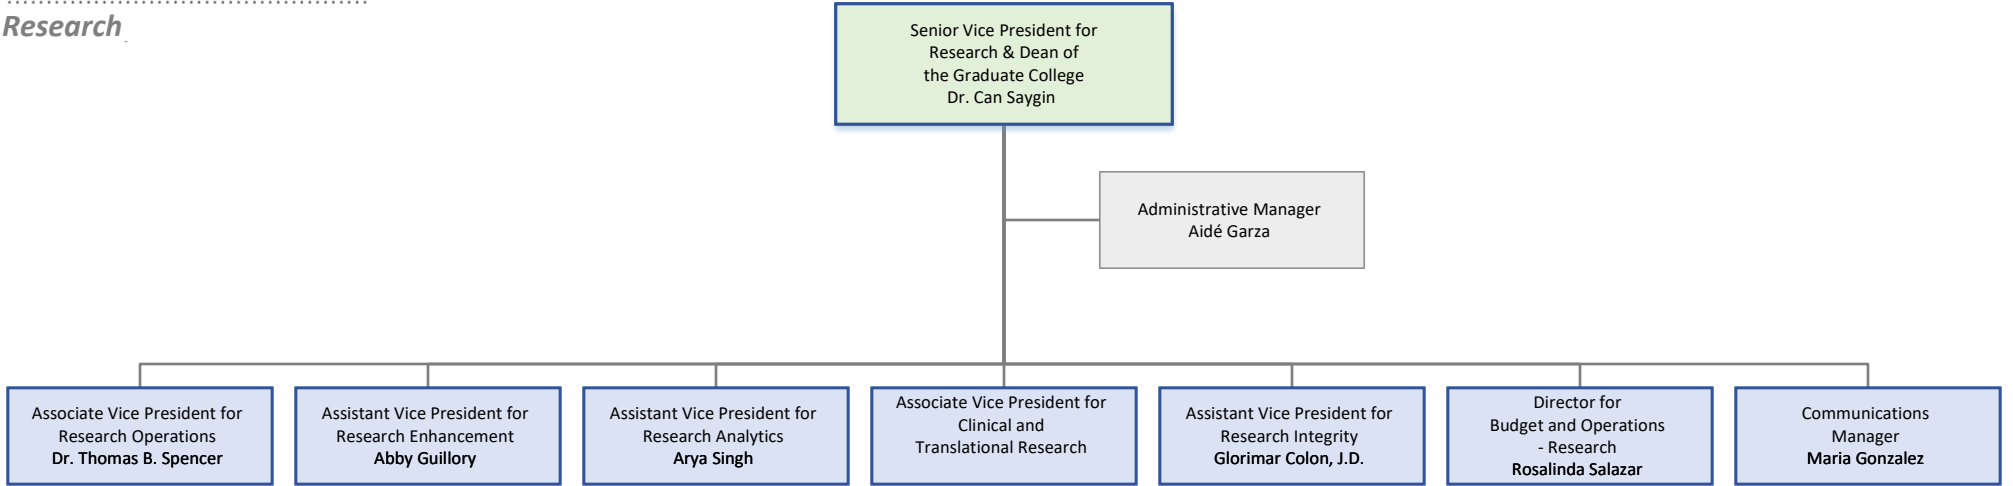 Research
Senior Vice President for
Research & Dean of
the Graduate College
Dr. Can Saygin
Administrative Manager
Aidé Garza
Associate Vice President for
Research Operations
Dr. Thomas B. Spencer
Assistant Vice President for
Research Enhancement
Abby Guillory
Assistant Vice President for
Research Analytics
Arya Singh
Associate Vice President for
Clinical and
Translational Research
Assistant Vice President for
Research Integrity
Glorimar Colon, J.D.
Director for
Budget and Operations
- Research
Rosalinda Salazar
Communications
Manager
Maria Gonzalez